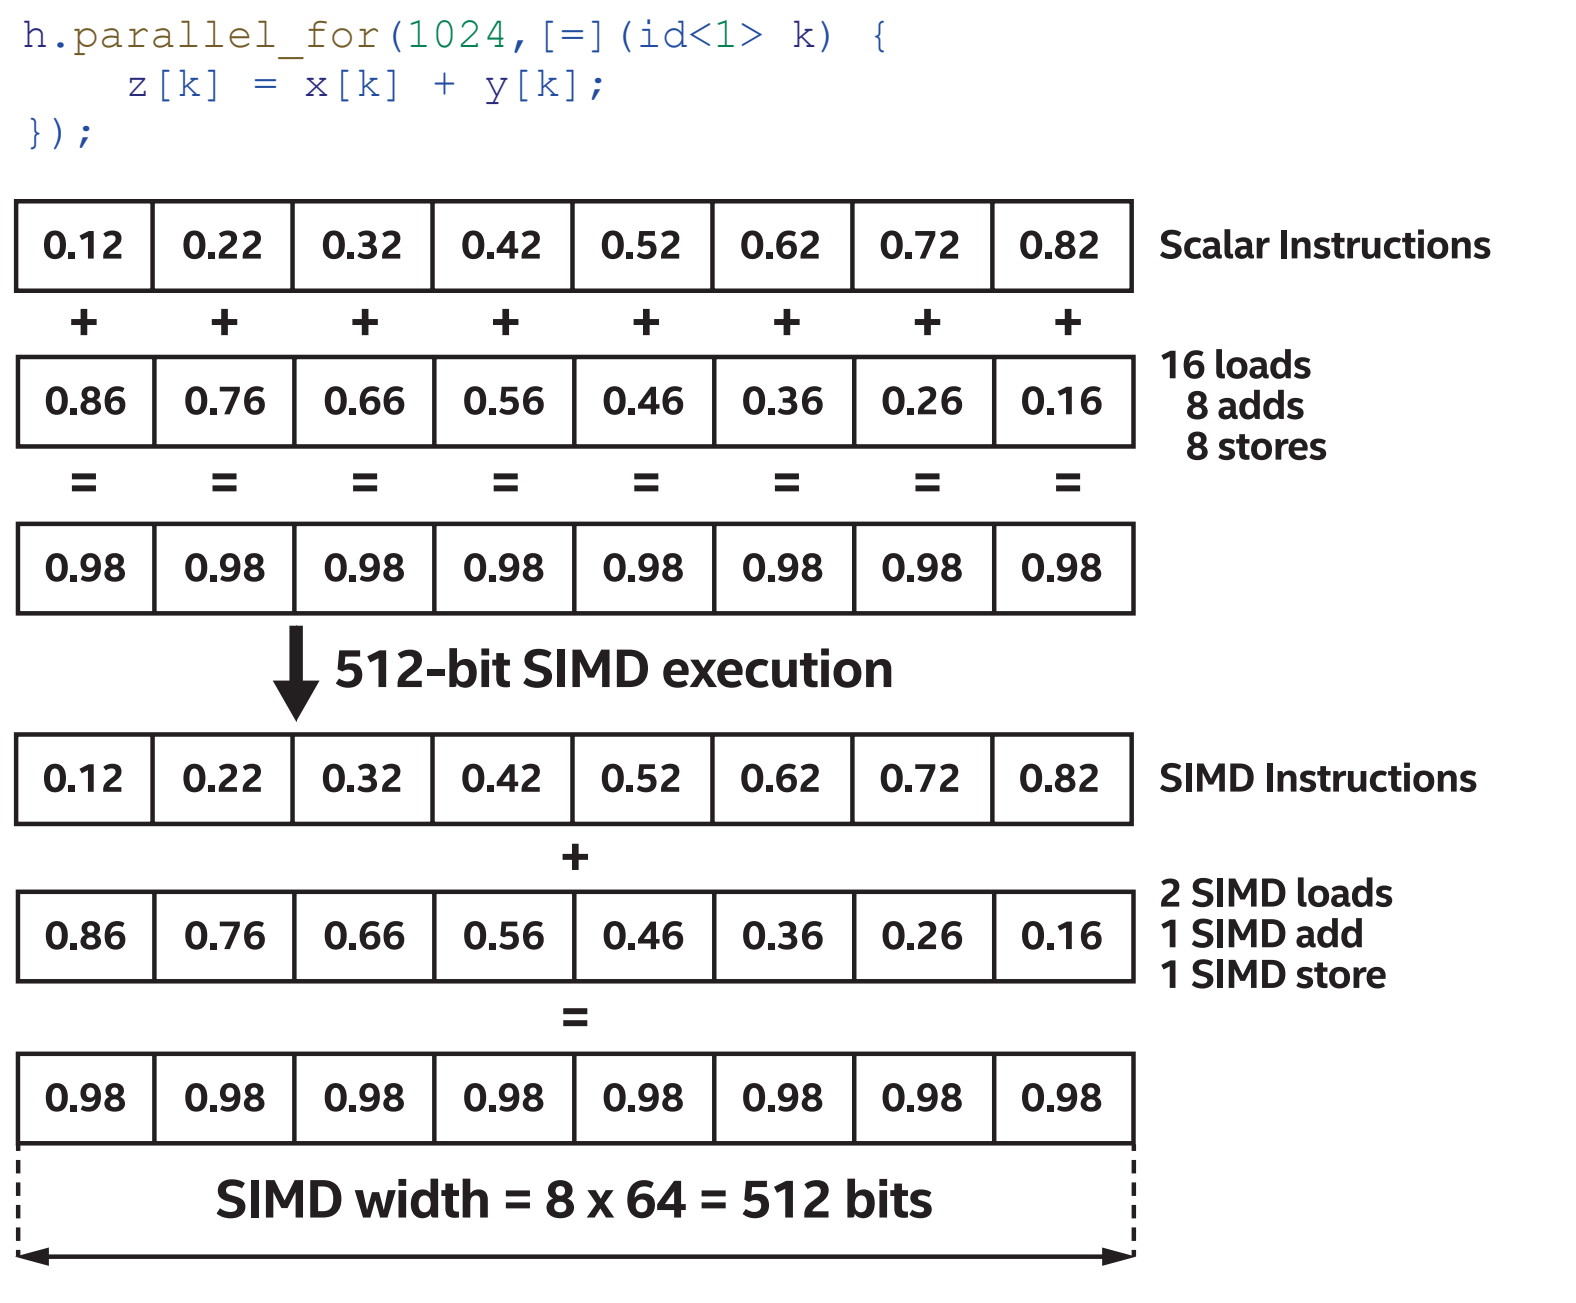 h.parallel_for(1024,[=](id<1> k) {
    z[k] = x[k] + y[k];
});
0.12 0.22 0.32 0.42 0.52 0.62 0.72 0.82 Scalar Instructions
+ + + + + + + +
16 loads
0.86 0.76 0.66 0.56 0.46 0.36 0.26 0.16 8 adds
8 stores
= = = = = = = =
0.98 0.98 0.98 0.98 0.98 0.98 0.98 0.98
512-bit SIMD execution
0.12 0.22 0.32 0.42 0.52 0.62 0.72 0.82 SIMD Instructions
+
2 SIMD loads
0.86 0.76 0.66 0.56 0.46 0.36 0.26 0.16 1 SIMD add
1 SIMD store
=
0.98 0.98 0.98 0.98 0.98 0.98 0.98 0.98
SIMD width = 8 x 64 = 512 bits